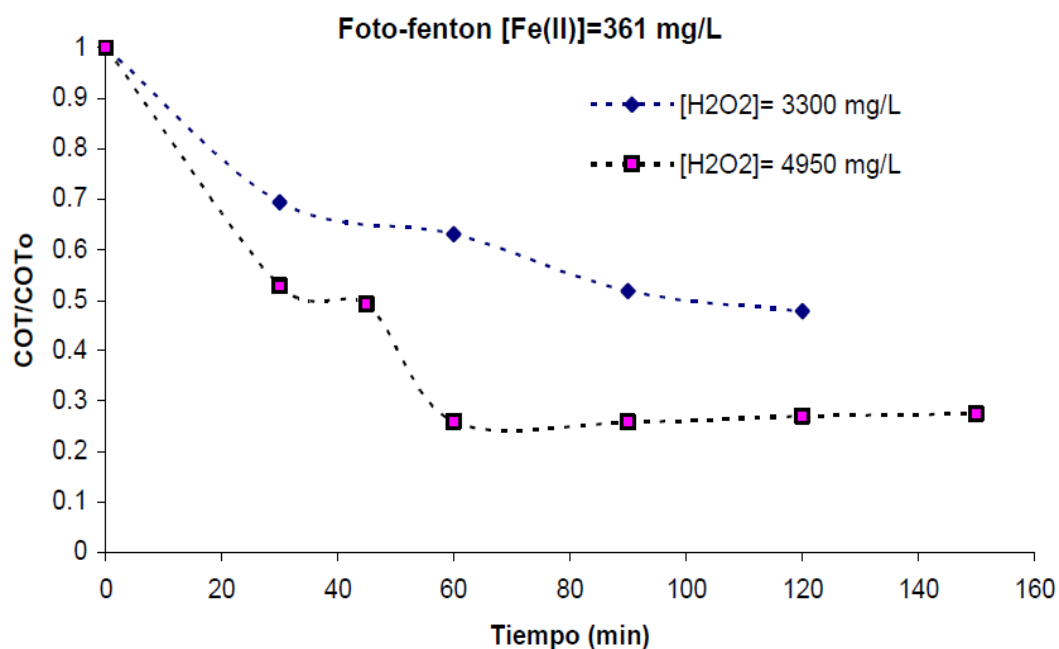 Foto-fenton [Fe(II)]=361 mg/L
[H2O2]= 3300 mg/L
[H2O2]= 4950 mg/L
COT/COTo
1
0.9
0.8
0.7
0.6
0.5
0.4
0.3
0.2
0.1
0
0 20 40 60 80 100 120 140 160
Tiempo (min)